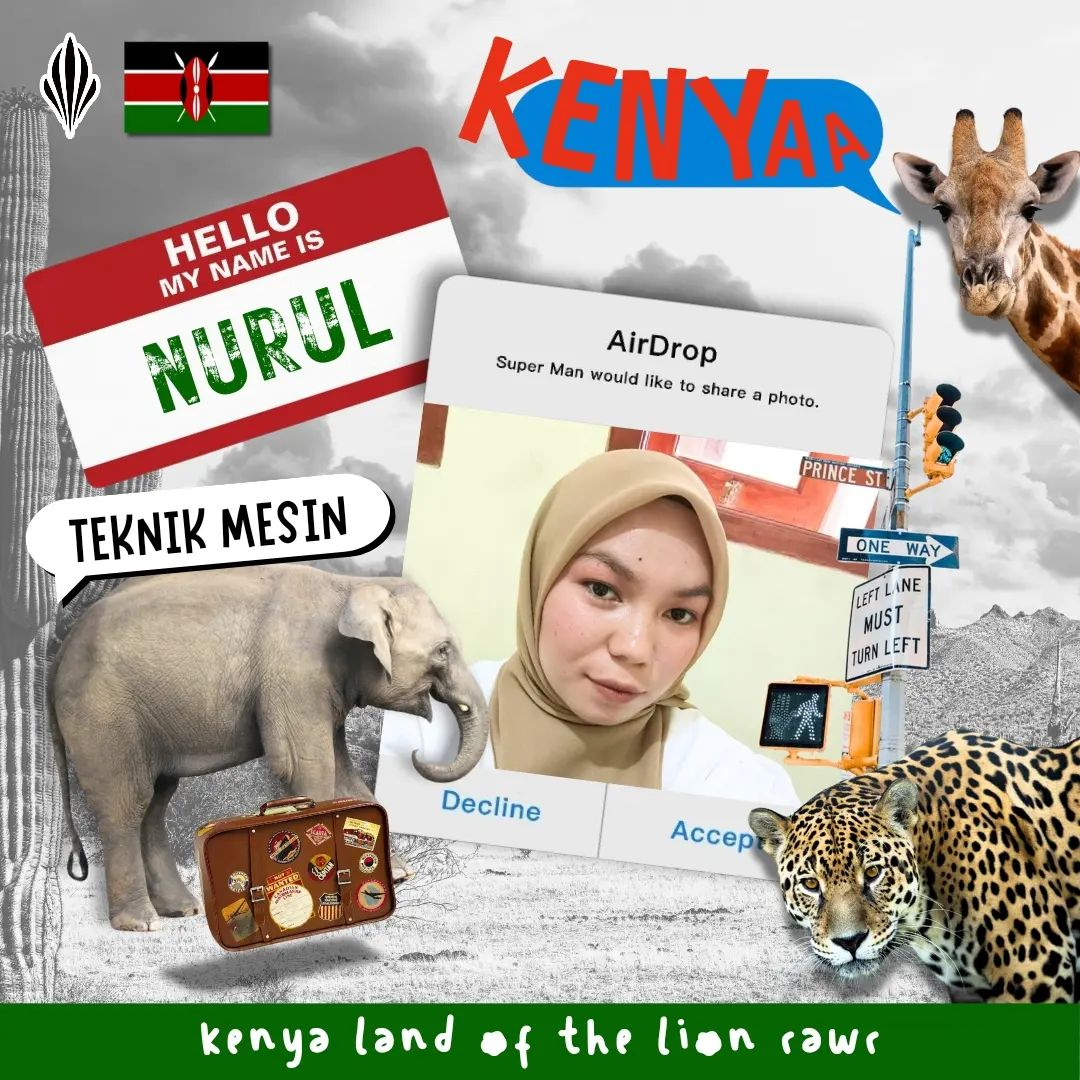 KENYAA
HELLO
MY NAME IS
NURUL
AirDrop
Super Man would like to share a photo.
TEKNIK MESIN
PRINCE ST
ONE WAY
LEFT LANE
MUST
TURN LEFT
Decline
Accep
WANTED
kenya land of the lion rawr